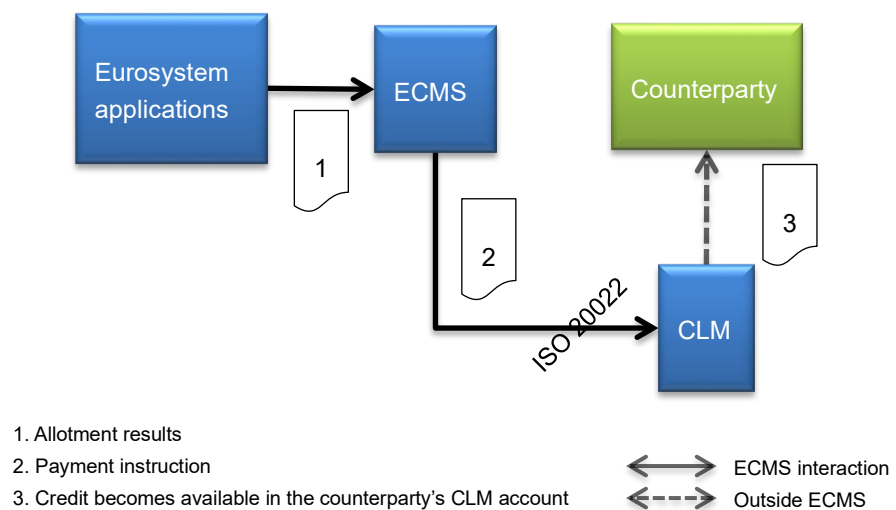 Eurosystem
applications
ECMS
Counterparty
1
2
3
ISO 20022
CLM
1. Allotment results
2. Payment instruction
3. Credit becomes available in the counterparty’s CLM account
ECMS interaction
Outside ECMS